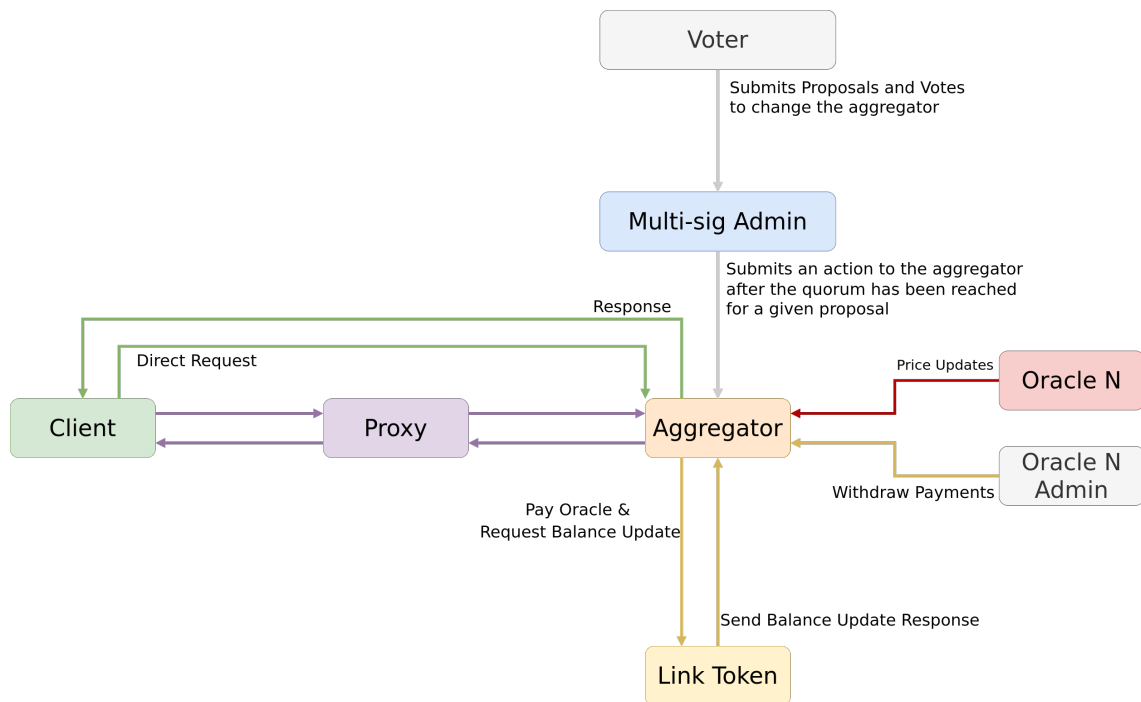 Voter
Submits Proposals and Votes
to change the aggregator
Multi-sig Admin
Submits an action to the aggregator
after the quorum has been reached
for a given proposal
Response
Direct Request
Price Updates
Oracle N
Client
Proxy
Aggregator
Oracle N
Admin
Withdraw Payments
Pay Oracle &
Request Balance Update
Send Balance Update Response
Link Token